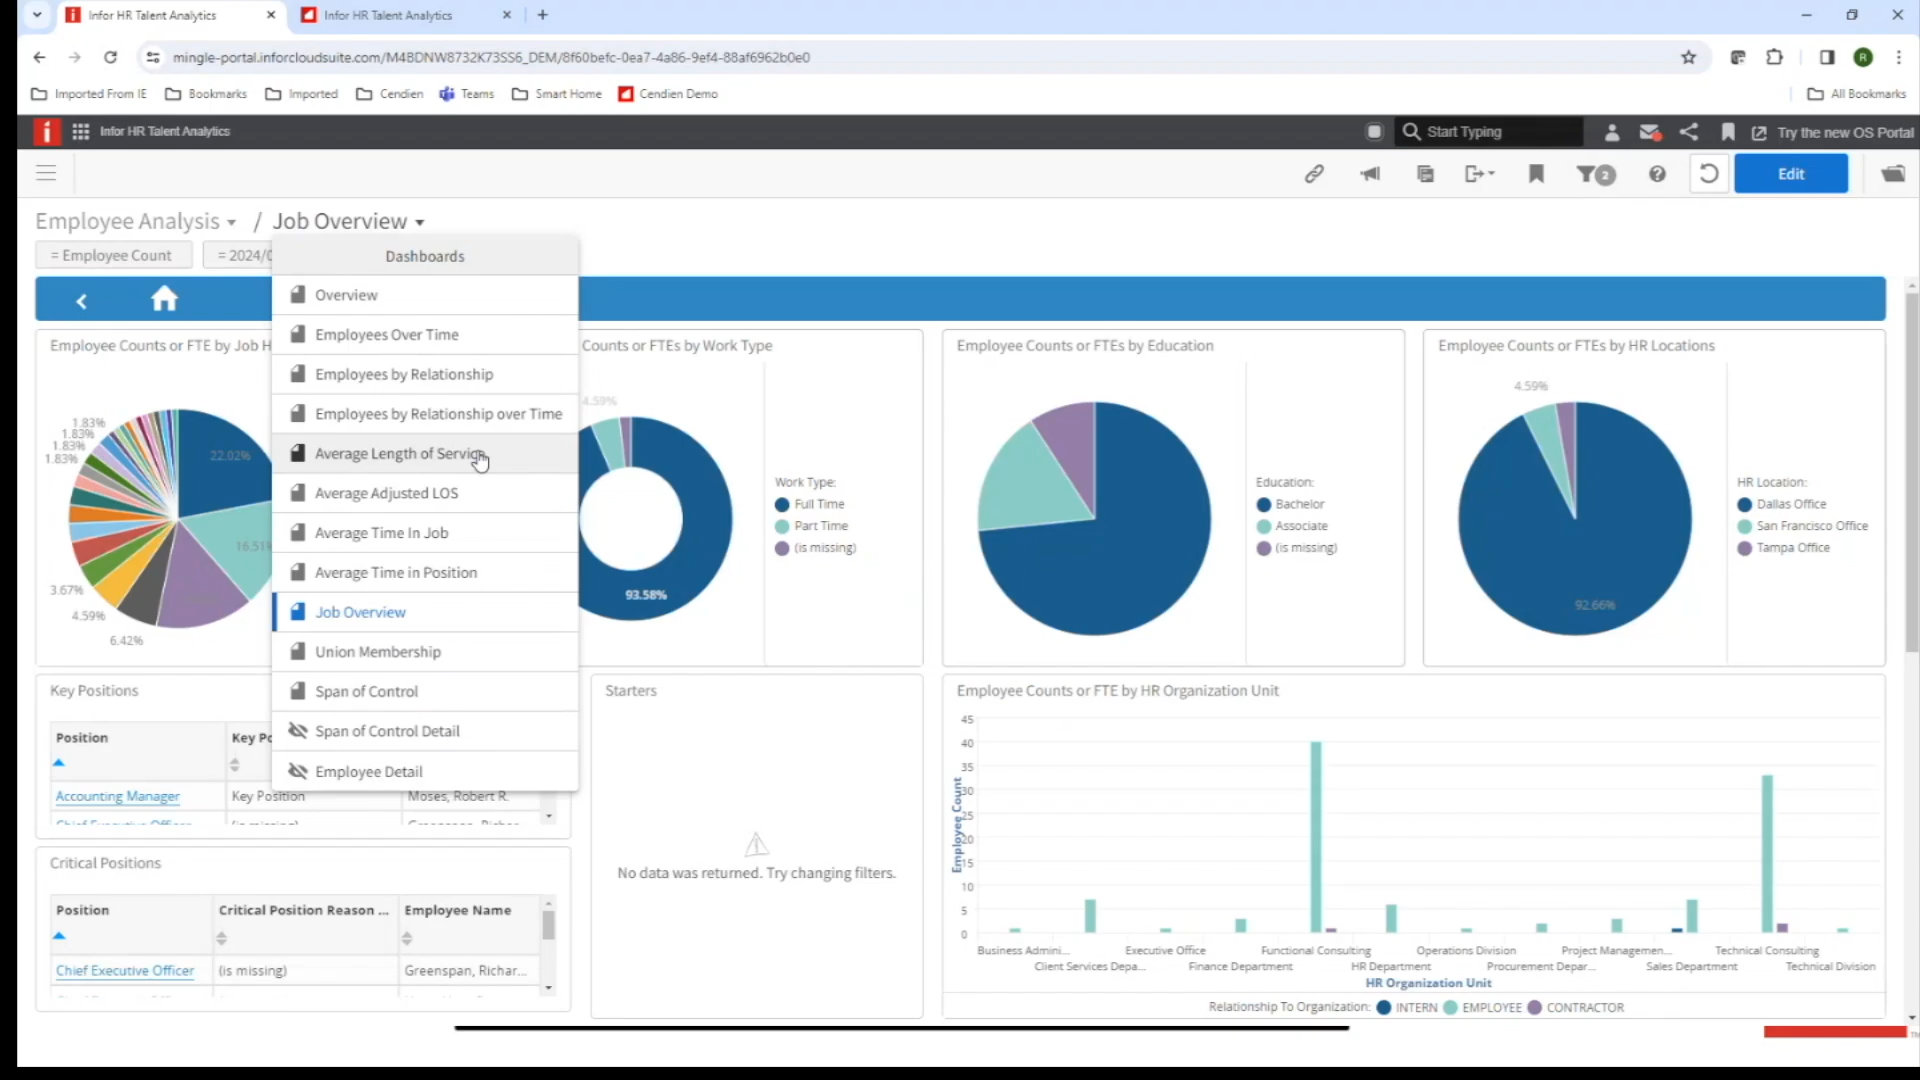 Infor HR Talent Analytics
Infor HR Talent Analytics
mingle-portal.inforcloudsuite.com/M4BDNW8732K73SS6_DEM/8f60befc-0ea7-4a86-9ef4-88af6962b0e0
R
Imported From IE
Bookmarks
Imported
Cendien
Teams
Smart Home
Cendien Demo
All Bookmarks
Infor HR Talent Analytics
Start Typing
Try the new OS Portal
2
Edit
Employee Analysis / Job Overview
= Employee Count
= 2024/0
Dashboards
Overview
Employees Over Time
Employees by Relationship
Employees by Relationship over Time
Average Length of Service
Average Adjusted LOS
Average Time In Job
Average Time in Position
Job Overview
Union Membership
Span of Control
Span of Control Detail
Employee Detail
Employee Counts or FTE by Job H
1.83%
1.83%
1.83%
1.83%
22.02%
16.51%
3.67%
4.59%
6.42%
Counts or FTEs by Work Type
4.59%
93.58%
Work Type:
Full Time
Part Time
(is missing)
Employee Counts or FTEs by Education
Education:
Bachelor
Associate
(is missing)
Employee Counts or FTEs by HR Locations
4.59%
92.66%
HR Location:
Dallas Office
San Francisco Office
Tampa Office
Key Positions
Position
Key Po
Accounting Manager
Key Position
Moses, Robert R.
Critical Positions
Position
Critical Position Reason ...
Employee Name
Chief Executive Officer
(is missing)
Greenspan, Richar...
Starters
No data was returned. Try changing filters.
Employee Counts or FTE by HR Organization Unit
45
40
35
30
25
20
15
10
5
0
Employee Count
Business Admini...
Client Services Depa...
Executive Office
Finance Department
Functional Consulting
HR Department
Operations Division
Procurement Depar...
Project Managemen...
Sales Department
Technical Consulting
Technical Division
HR Organization Unit
Relationship To Organization:
INTERN
EMPLOYEE
CONTRACTOR